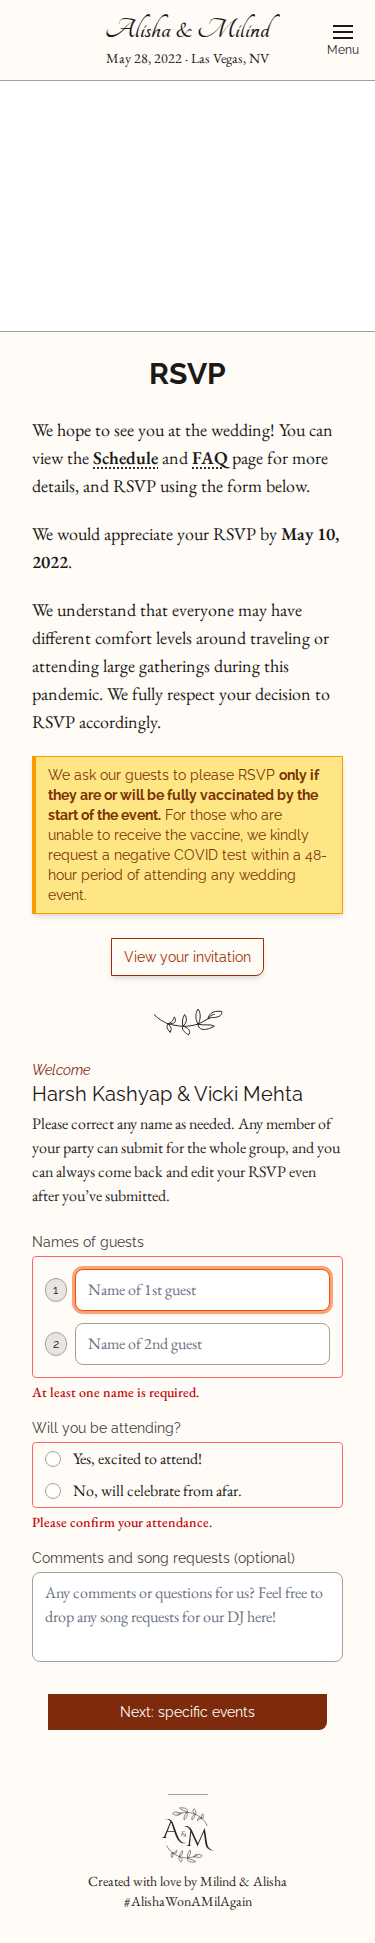 Alisha & Milind
May 28, 2022 · Las Vegas, NV
Menu
RSVP
We hope to see you at the wedding! You can
view the Schedule and FAQ page for more
details, and RSVP using the form below.
We would appreciate your RSVP by May 10,
2022.
We understand that everyone may have
different comfort levels around traveling or
attending large gatherings during this
pandemic. We fully respect your decision to
RSVP accordingly.
We ask our guests to please RSVP only if
they are or will be fully vaccinated by the
start of the event. For those who are
unable to receive the vaccine, we kindly
request a negative COVID test within a 48-
hour period of attending any wedding
event.
View your invitation
Welcome
Harsh Kashyap & Vicki Mehta
Please correct any name as needed. Any member of
your party can submit for the whole group, and you
can always come back and edit your RSVP even
after you’ve submitted.
Names of guests
1 Name of 1st guest
2 Name of 2nd guest
At least one name is required.
Will you be attending?
Yes, excited to attend!
No, will celebrate from afar.
Please confirm your attendance.
Comments and song requests (optional)
Any comments or questions for us? Feel free to
drop any song requests for our DJ here!
Next: specific events
A&M
Created with love by Milind & Alisha
#AlishaWonAMilAgain